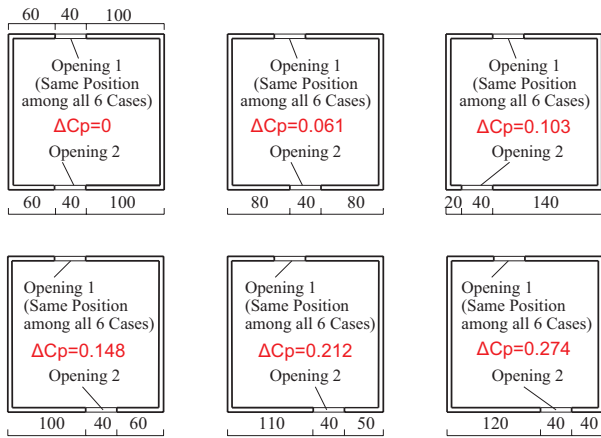 60 40 100
Opening 1
(Same Position
among all 6 Cases)
ΔCp=0
Opening 2
60 40 100
Opening 1
(Same Position
among all 6 Cases)
ΔCp=0.061
Opening 2
80 40 80
Opening 1
(Same Position
among all 6 Cases)
ΔCp=0.103
Opening 2
20 40 140
Opening 1
(Same Position
among all 6 Cases)
ΔCp=0.148
Opening 2
100 40 60
Opening 1
(Same Position
among all 6 Cases)
ΔCp=0.212
Opening 2
110 40 50
Opening 1
(Same Position
among all 6 Cases)
ΔCp=0.274
Opening 2
120 40 40